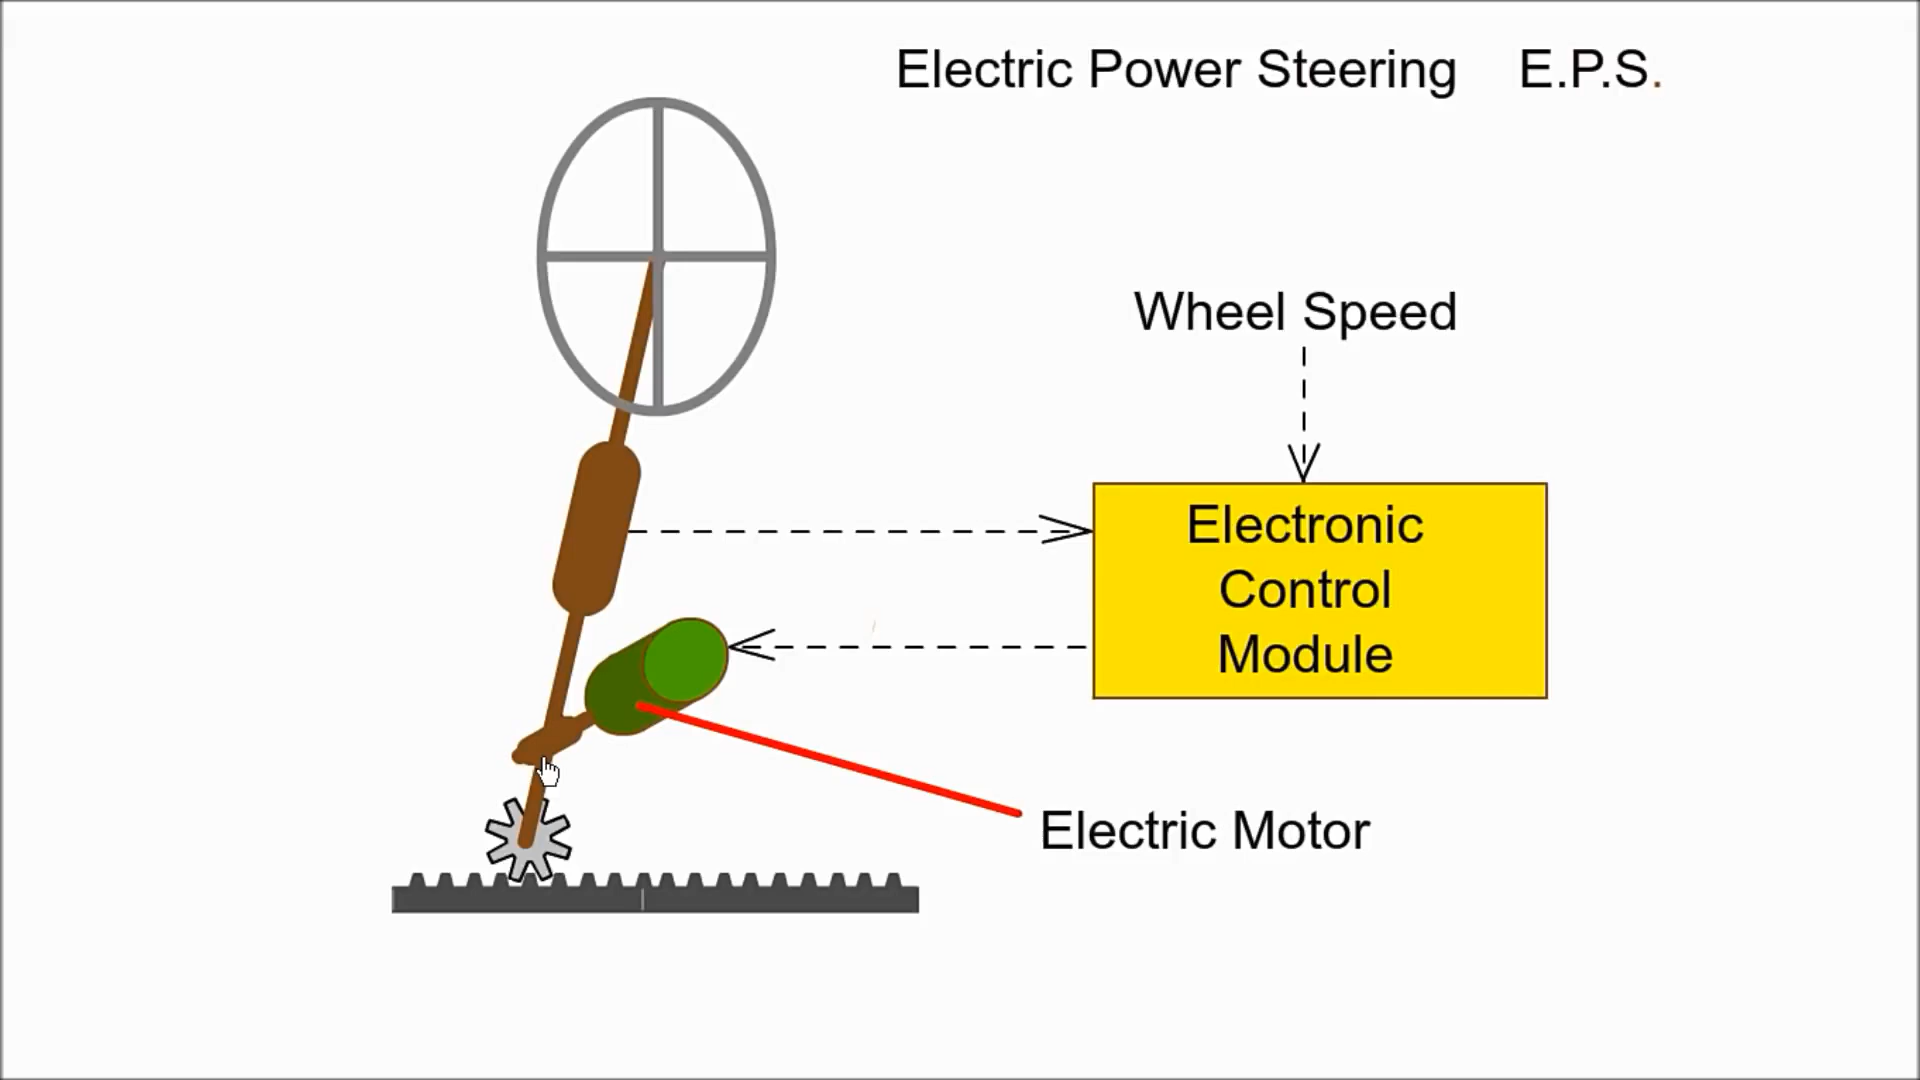 Electric Power Steering E.P.S.
Wheel Speed
Electronic
Control
Module
Electric Motor